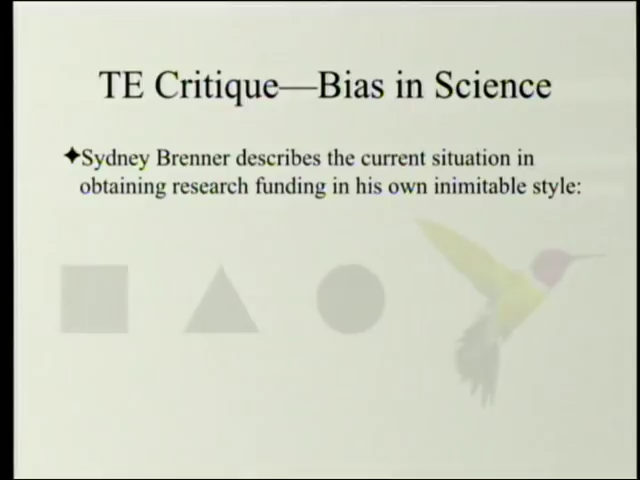 TE Critique—Bias in Science
✦Sydney Brenner describes the current situation in
obtaining research funding in his own inimitable style: